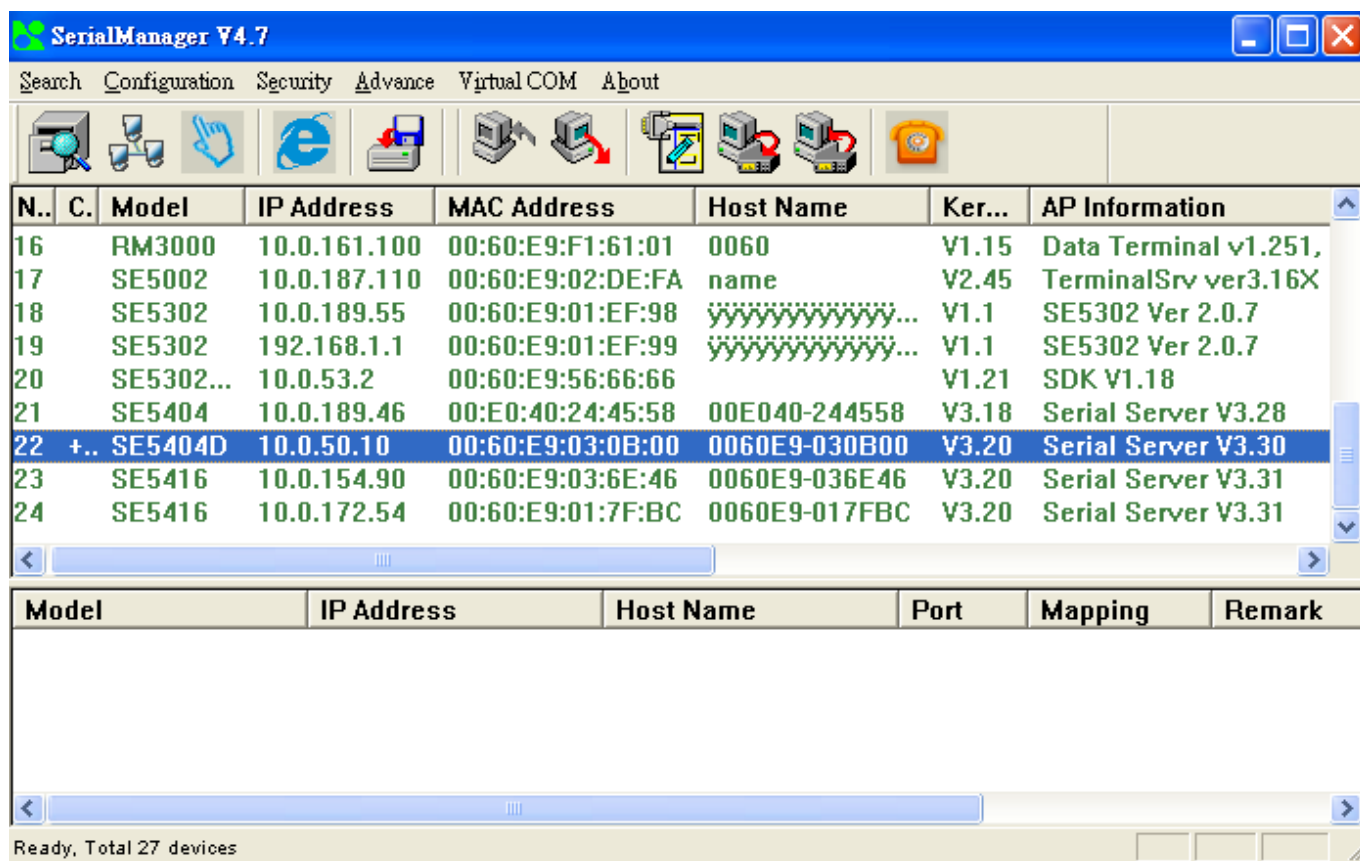 SerialManager V4.7
Search Configuration Security Advance Virtual COM About
N.. C. Model IP Address MAC Address Host Name Ker... AP Information
16 RM3000 10.0.161.100 00:60:E9:F1:61:01 0060 V1.15 Data Terminal v1.251,
17 SE5002 10.0.187.110 00:60:E9:02:DE:FA name V2.45 TerminalSrv ver3.16X
18 SE5302 10.0.189.55 00:60:E9:01:EF:98 ÿÿÿÿÿÿÿÿÿÿÿÿ... V1.1 SE5302 Ver 2.0.7
19 SE5302 192.168.1.1 00:60:E9:01:EF:99 ÿÿÿÿÿÿÿÿÿÿÿÿ... V1.1 SE5302 Ver 2.0.7
20 SE5302... 10.0.53.2 00:60:E9:56:66:66 V1.21 SDK V1.18
21 SE5404 10.0.189.46 00:E0:40:24:45:58 00E040-244558 V3.18 Serial Server V3.28
22 +.. SE5404D 10.0.50.10 00:60:E9:03:0B:00 0060E9-030B00 V3.20 Serial Server V3.30
23 SE5416 10.0.154.90 00:60:E9:03:6E:46 0060E9-036E46 V3.20 Serial Server V3.31
24 SE5416 10.0.172.54 00:60:E9:01:7F:BC 0060E9-017FBC V3.20 Serial Server V3.31
Model IP Address Host Name Port Mapping Remark
Ready, Total 27 devices